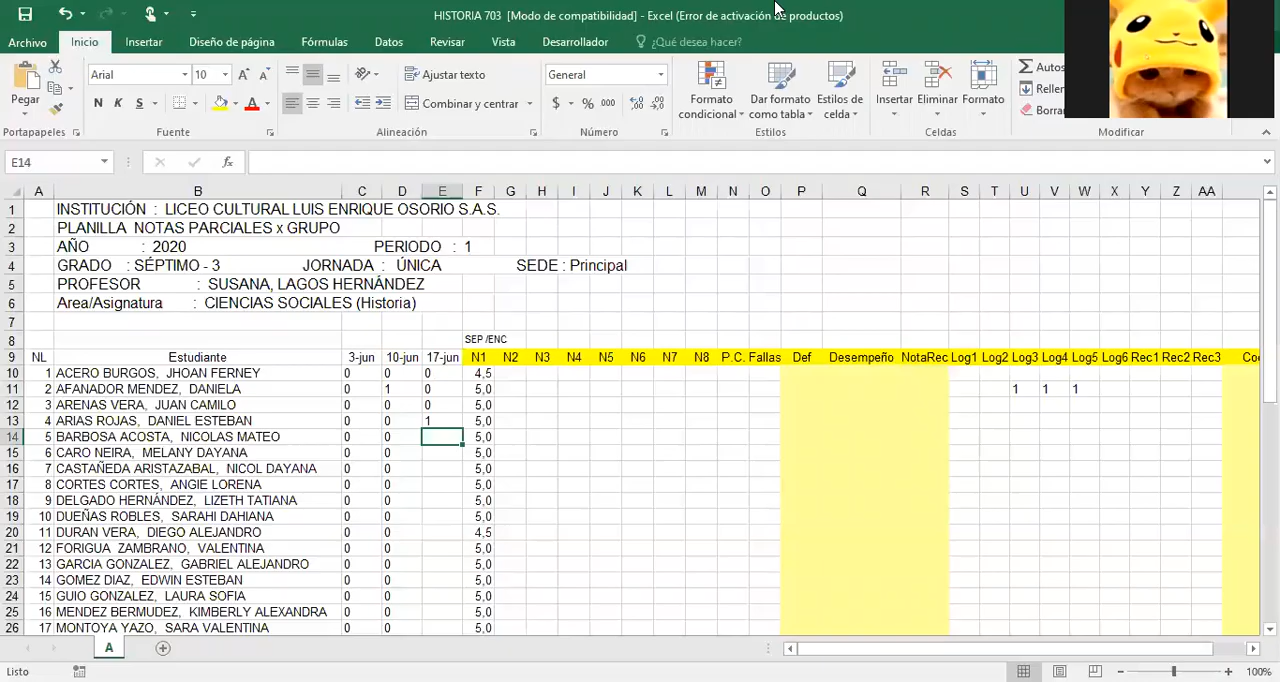 HISTORIA 703 [Modo de compatibilidad] - Excel (Error de activación de productos)
Archivo Inicio Insertar Diseño de página Fórmulas Datos Revisar Vista Desarrollador ¿Qué desea hacer?
Pegar
Portapapeles
Arial 10
N K S
Fuente
Ajustar texto
Combinar y centrar
Alineación
General
$ % 000
Número
Formato condicional
Dar formato como tabla
Estilos de celda
Estilos
Insertar Eliminar Formato
Celdas
Autos
Rellen
Borra
Modificar
E14 fx
A B C D E F G H I J K L M N O P Q R S T U V W X Y Z AA
1 INSTITUCIÓN : LICEO CULTURAL LUIS ENRIQUE OSORIO S.A.S.
2 PLANILLA NOTAS PARCIALES x GRUPO
3 AÑO : 2020 PERIODO : 1
4 GRADO : SÉPTIMO - 3 JORNADA : ÚNICA SEDE : Principal
5 PROFESOR : SUSANA, LAGOS HERNÁNDEZ
6 Area/Asignatura : CIENCIAS SOCIALES (Historia)
7
8 SEP /ENC
9 NL Estudiante 3-jun 10-jun 17-jun N1 N2 N3 N4 N5 N6 N7 N8 P.C. Fallas Def Desempeño NotaRec Log1 Log2 Log3 Log4 Log5 Log6 Rec1 Rec2 Rec3 Coe
10 1 ACERO BURGOS, JHOAN FERNEY 0 0 0 4,5
11 2 AFANADOR MENDEZ, DANIELA 0 1 0 5,0 1 1 1
12 3 ARENAS VERA, JUAN CAMILO 0 0 0 5,0
13 4 ARIAS ROJAS, DANIEL ESTEBAN 0 0 1 5,0
14 5 BARBOSA ACOSTA, NICOLAS MATEO 0 0 5,0
15 6 CARO NEIRA, MELANY DAYANA 0 0 5,0
16 7 CASTAÑEDA ARISTAZABAL, NICOL DAYANA 0 0 5,0
17 8 CORTES CORTES, ANGIE LORENA 0 0 5,0
18 9 DELGADO HERNÁNDEZ, LIZETH TATIANA 0 0 5,0
19 10 DUEÑAS ROBLES, SARAHI DAHIANA 0 0 5,0
20 11 DURAN VERA, DIEGO ALEJANDRO 0 0 4,5
21 12 FORIGUA ZAMBRANO, VALENTINA 0 0 5,0
22 13 GARCIA GONZALEZ, GABRIEL ALEJANDRO 0 0 5,0
23 14 GOMEZ DIAZ, EDWIN ESTEBAN 0 0 5,0
24 15 GUIO GONZALEZ, LAURA SOFIA 0 0 5,0
25 16 MENDEZ BERMUDEZ, KIMBERLY ALEXANDRA 0 0 5,0
26 17 MONTOYA YAZO, SARA VALENTINA 0 0 5,0
A
Listo 100%